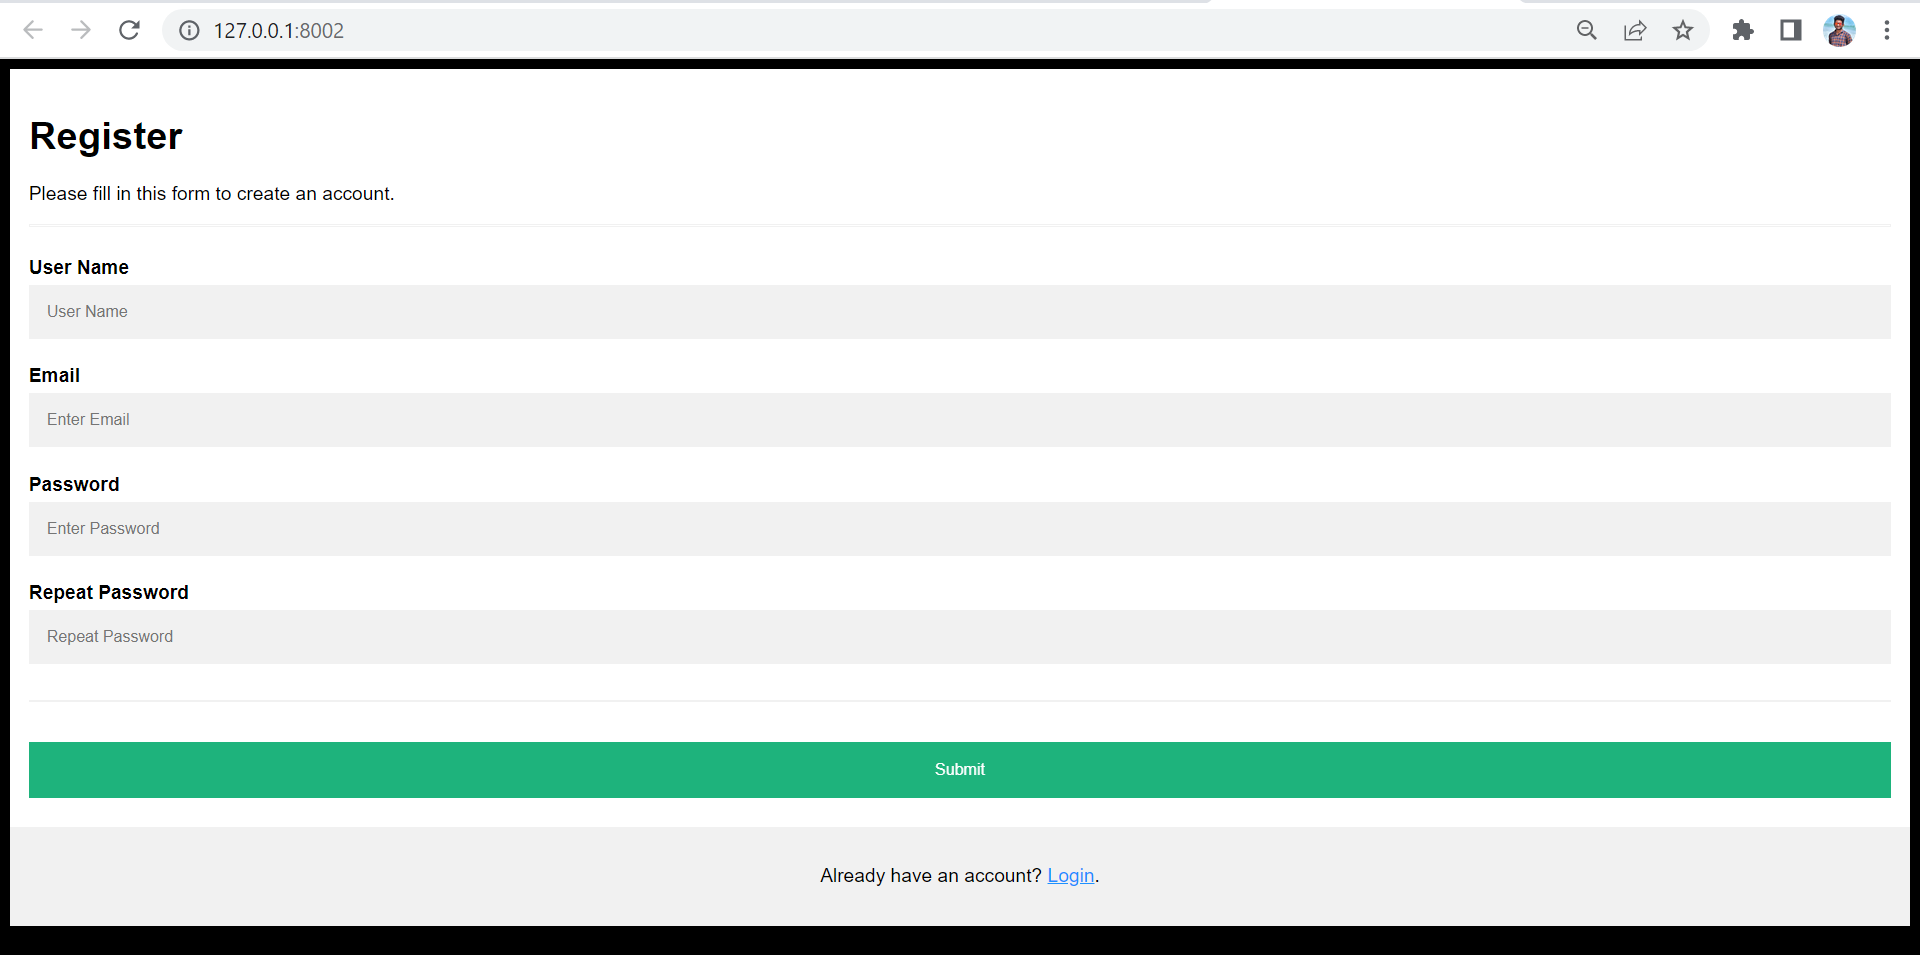 127.0.0.1:8002
Register
Please fill in this form to create an account.
User Name
User Name
Email
Enter Email
Password
Enter Password
Repeat Password
Repeat Password
Submit
Already have an account? Login.